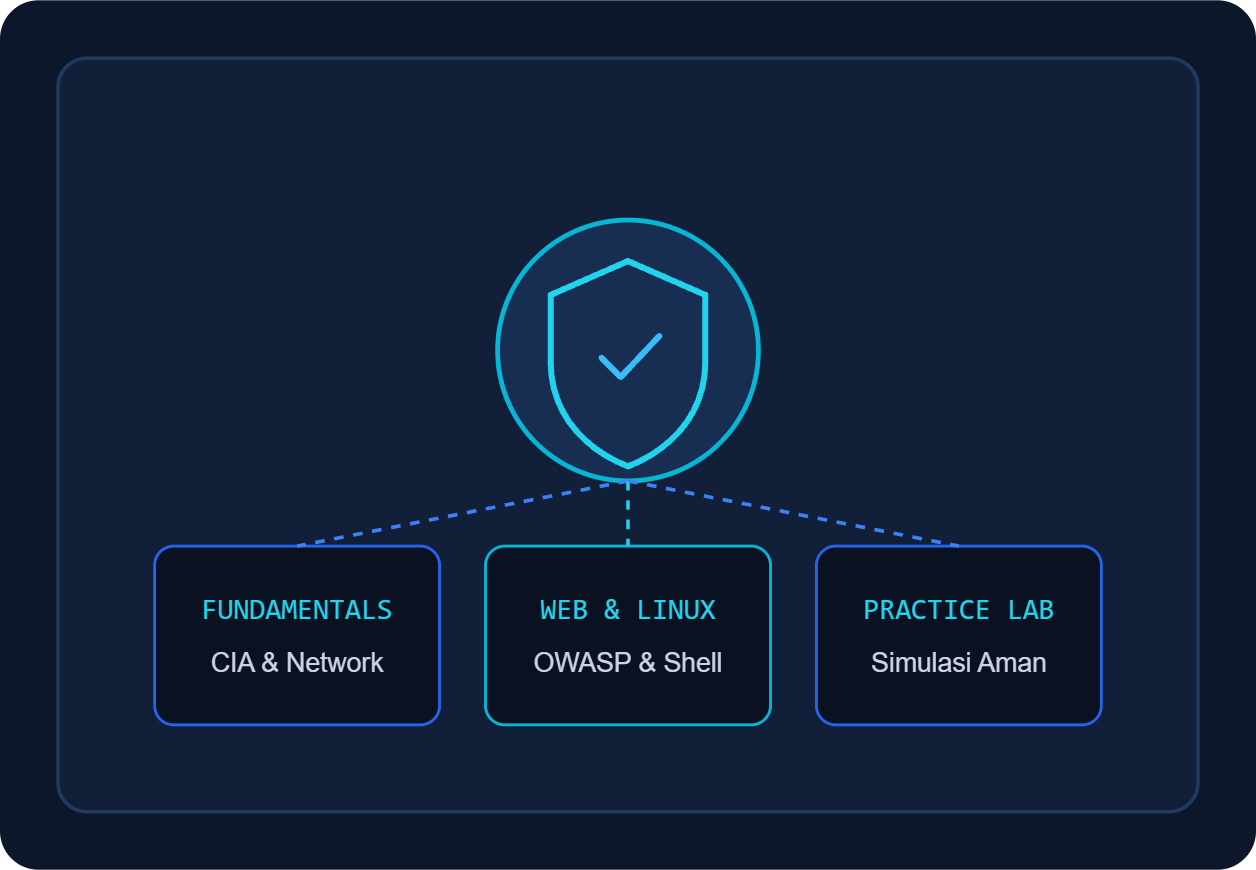 FUNDAMENTALS
CIA & Network
WEB & LINUX
OWASP & Shell
PRACTICE LAB
Simulasi Aman